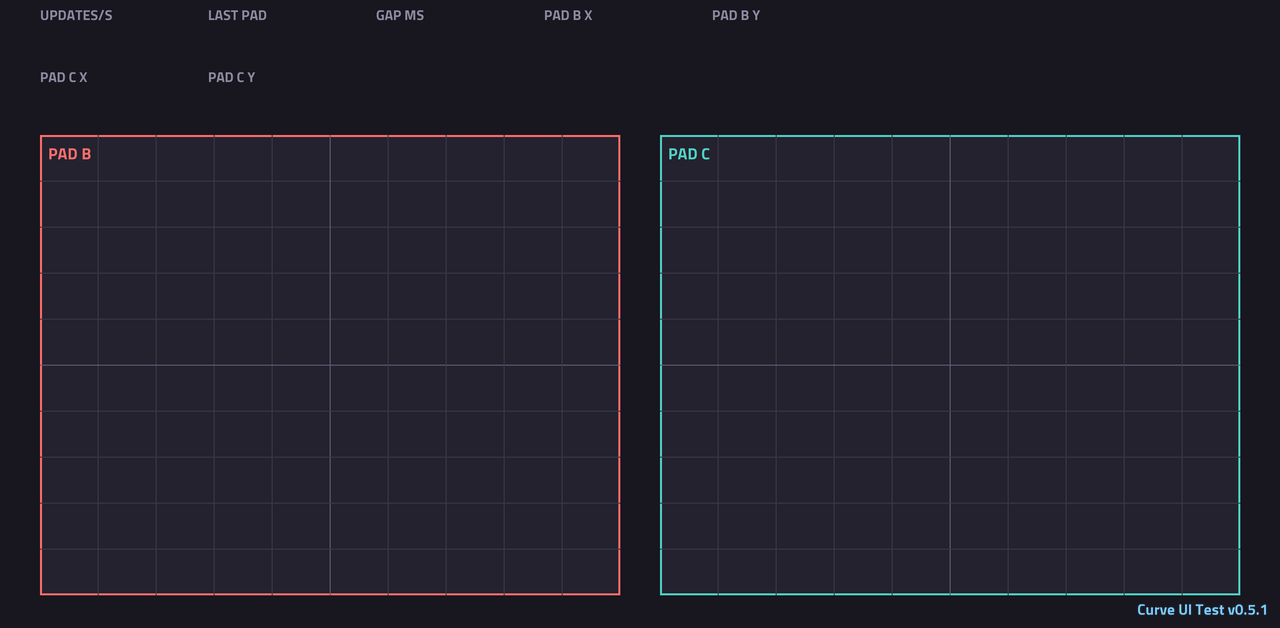 UPDATES/S LAST PAD GAP MS PAD B X PAD B Y
PAD C X PAD C Y
PAD B PAD C
Curve UI Test v0.5.1